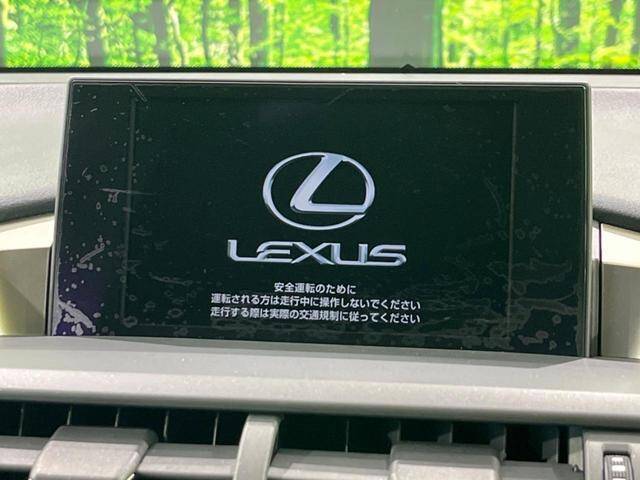 LEXUS
安全運転のために
運転される方は走行中に操作しないでください
走行する際は実際の交通規制に従ってください